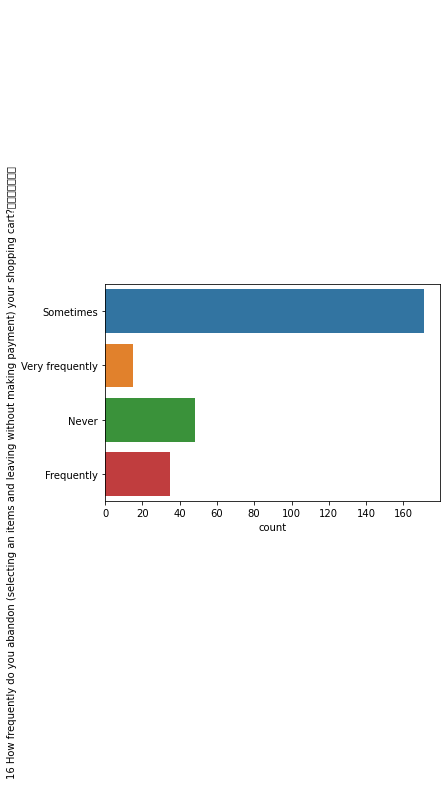 16 How frequently do you abandon (selecting an items and leaving without making payment) your shopping cart?
Sometimes
Very frequently
Never
Frequently
0 20 40 60 80 100 120 140 160
count